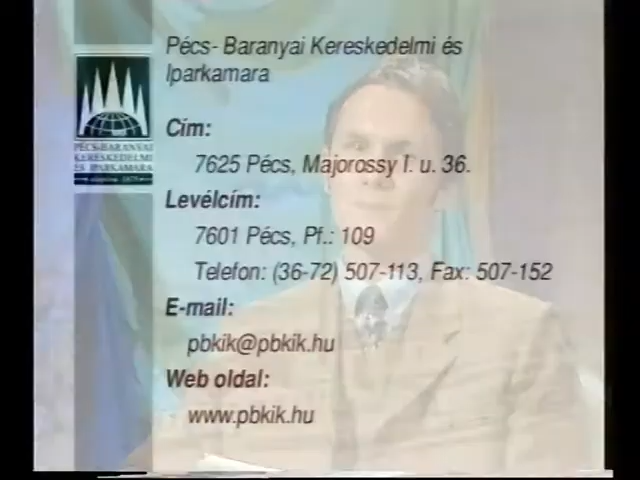 Pécs- Baranyai Kereskedelmi és
Iparkamara
PÉCS-BARANYAI
KERESKEDELMI
ÉS IPARKAMARA
Cím:
7625 Pécs, Majorossy I. u. 36.
Levélcím:
7601 Pécs, Pf.: 109
Telefon: (36-72) 507-113, Fax: 507-152
E-mail:
pbkik@pbkik.hu
Web oldal:
www.pbkik.hu